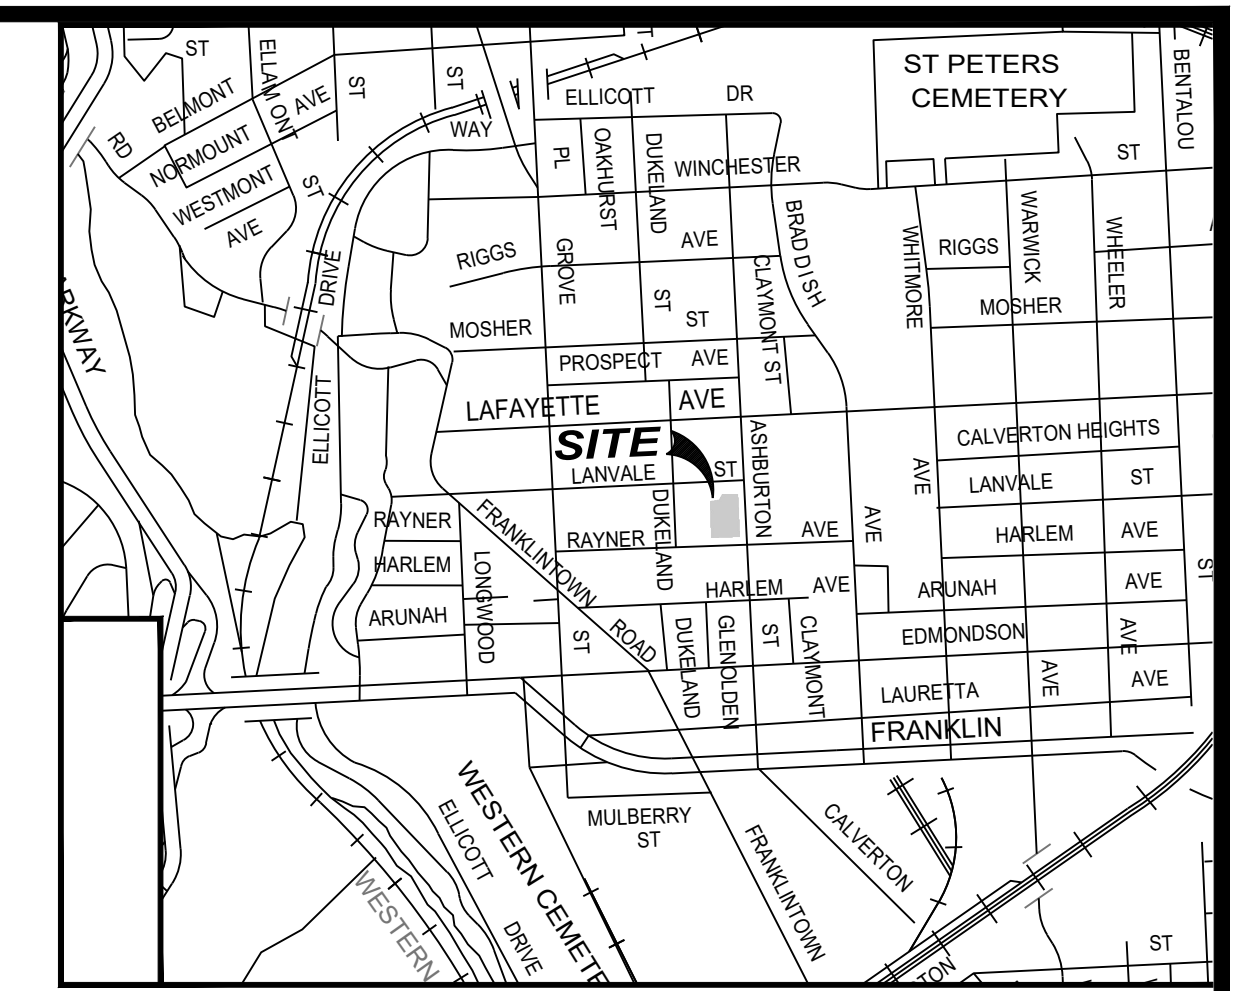 ST
ELLAMONT
AVE
ST
ST
ST
BELMONT
RD
NORMOUNT
WESTMONT
AVE
ST
WAY
ELLICOTT
DR
ST PETERS
CEMETERY
BENTALOU
PL
OAKHURST
DUKELAND
WINCHESTER
ST
RIGGS
GROVE
AVE
BRADDISH
WHITMORE
RIGGS
WARWICK
WHEELER
DRIVE
ARKWAY
MOSHER
ST
ST
CLAYMONT ST
MOSHER
PROSPECT
AVE
ELLICOTT
LAFAYETTE
AVE
SITE
ASHBURTON
CALVERTON HEIGHTS
LANVALE
ST
AVE
LANVALE
ST
RAYNER
FRANKLINTOWN
RAYNER
DUKELAND
AVE
AVE
HARLEM
AVE
HARLEM
LONGWOOD
HARLEM
AVE
ARUNAH
AVE
ST
ARUNAH
ST
ROAD
DUKELAND
GLENOLDEN
ST
CLAYMONT
EDMONDSON
AVE
LAURETTA
AVE
AVE
FRANKLIN
WESTERN CEMETE
ELLICOTT
DRIVE
WESTERN
MULBERRY
ST
FRANKLINTOWN
CALVERTON
TON
ST